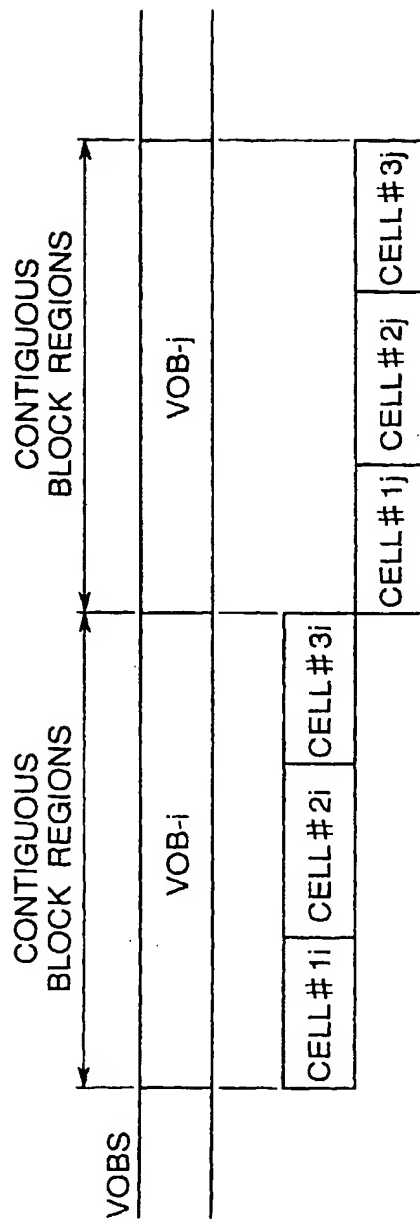 VOBS
CONTIGUOUS
BLOCK REGIONS
CONTIGUOUS
BLOCK REGIONS
VOB-i
VOB-j
CELL#1i
CELL#2i
CELL#3i
CELL#1j
CELL#2j
CELL#3j